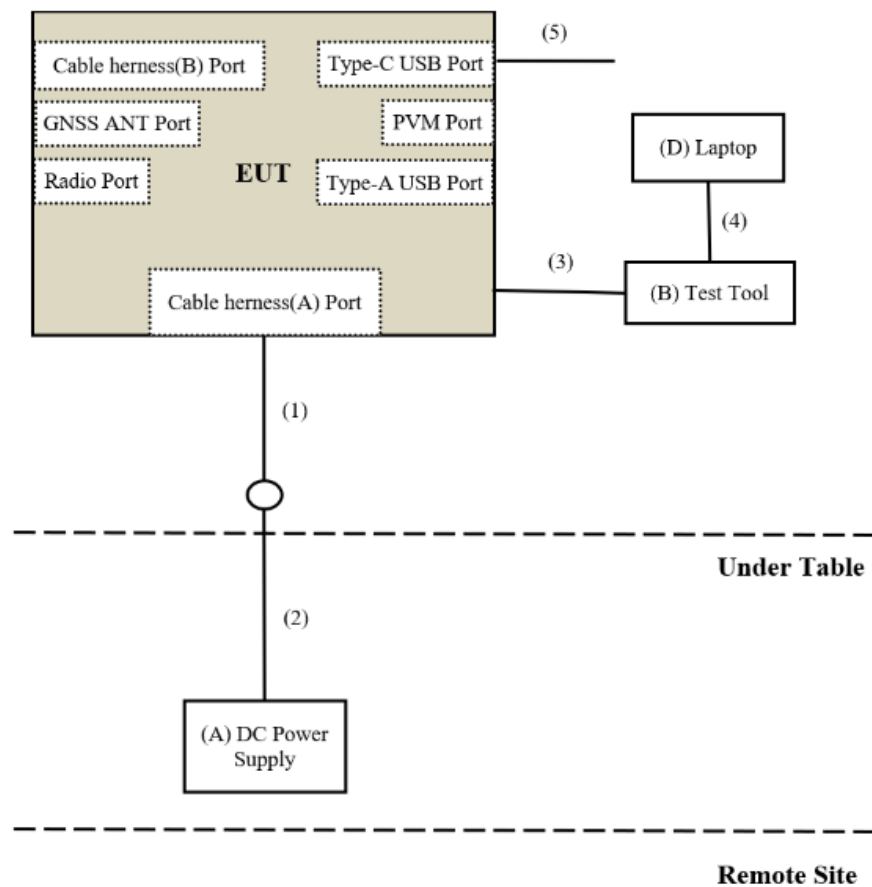 (5)
Cable herness(B) Port
Type-C USB Port
GNSS ANT Port
PVM Port
(D) Laptop
Radio Port
EUT
Type-A USB Port
(4)
(3)
Cable herness(A) Port
(B) Test Tool
(1)
Under Table
(2)
(A) DC Power
Supply
Remote Site